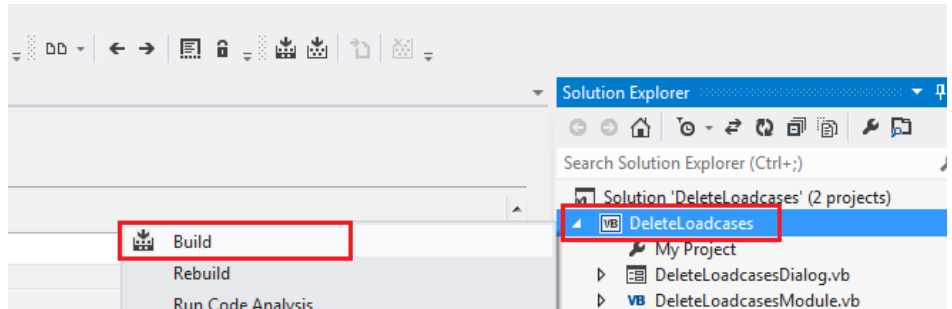 Solution Explorer
Search Solution Explorer (Ctrl+;)
Solution 'DeleteLoadcases' (2 projects)
VB DeleteLoadcases
My Project
DeleteLoadcasesDialog.vb
VB DeleteLoadcasesModule.vb
Build
Rebuild
Run Code Analysis